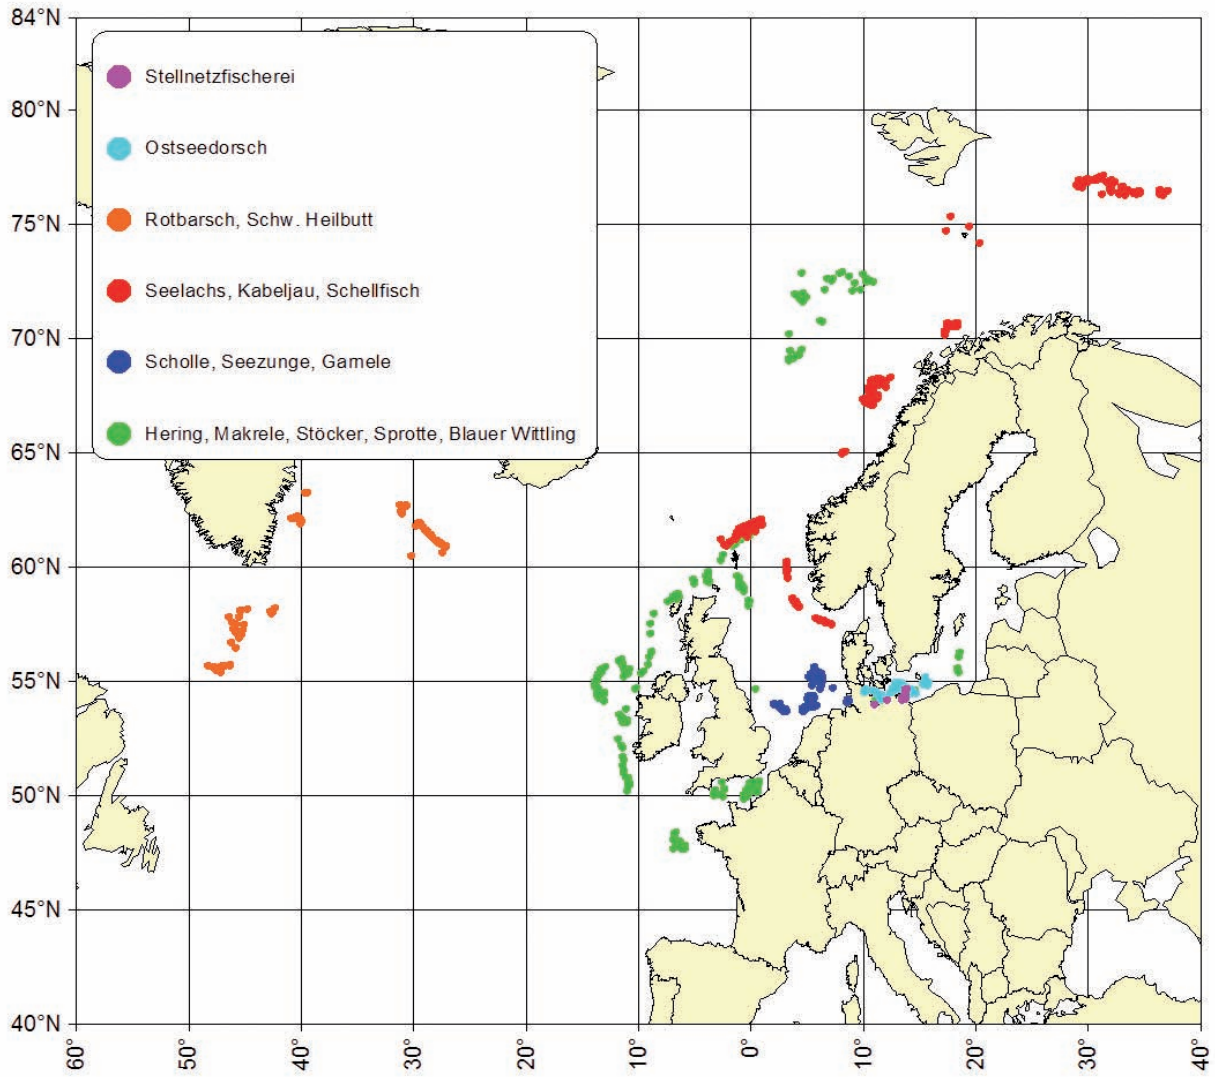 84°N
80°N
75°N
70°N
65°N
60°N
55°N
50°N
45°N
40°N
Stellnetzfischerei
Ostseedorsch
Rotbarsch, Schw. Heilbutt
Seelachs, Kabeljau, Schellfisch
Scholle, Seezunge, Garnele
Hering, Makrele, Stöcker, Sprotte, Blauer Wittling
60°
50°
40°
30°
20°
10°
0°
10°
20°
30°
40°